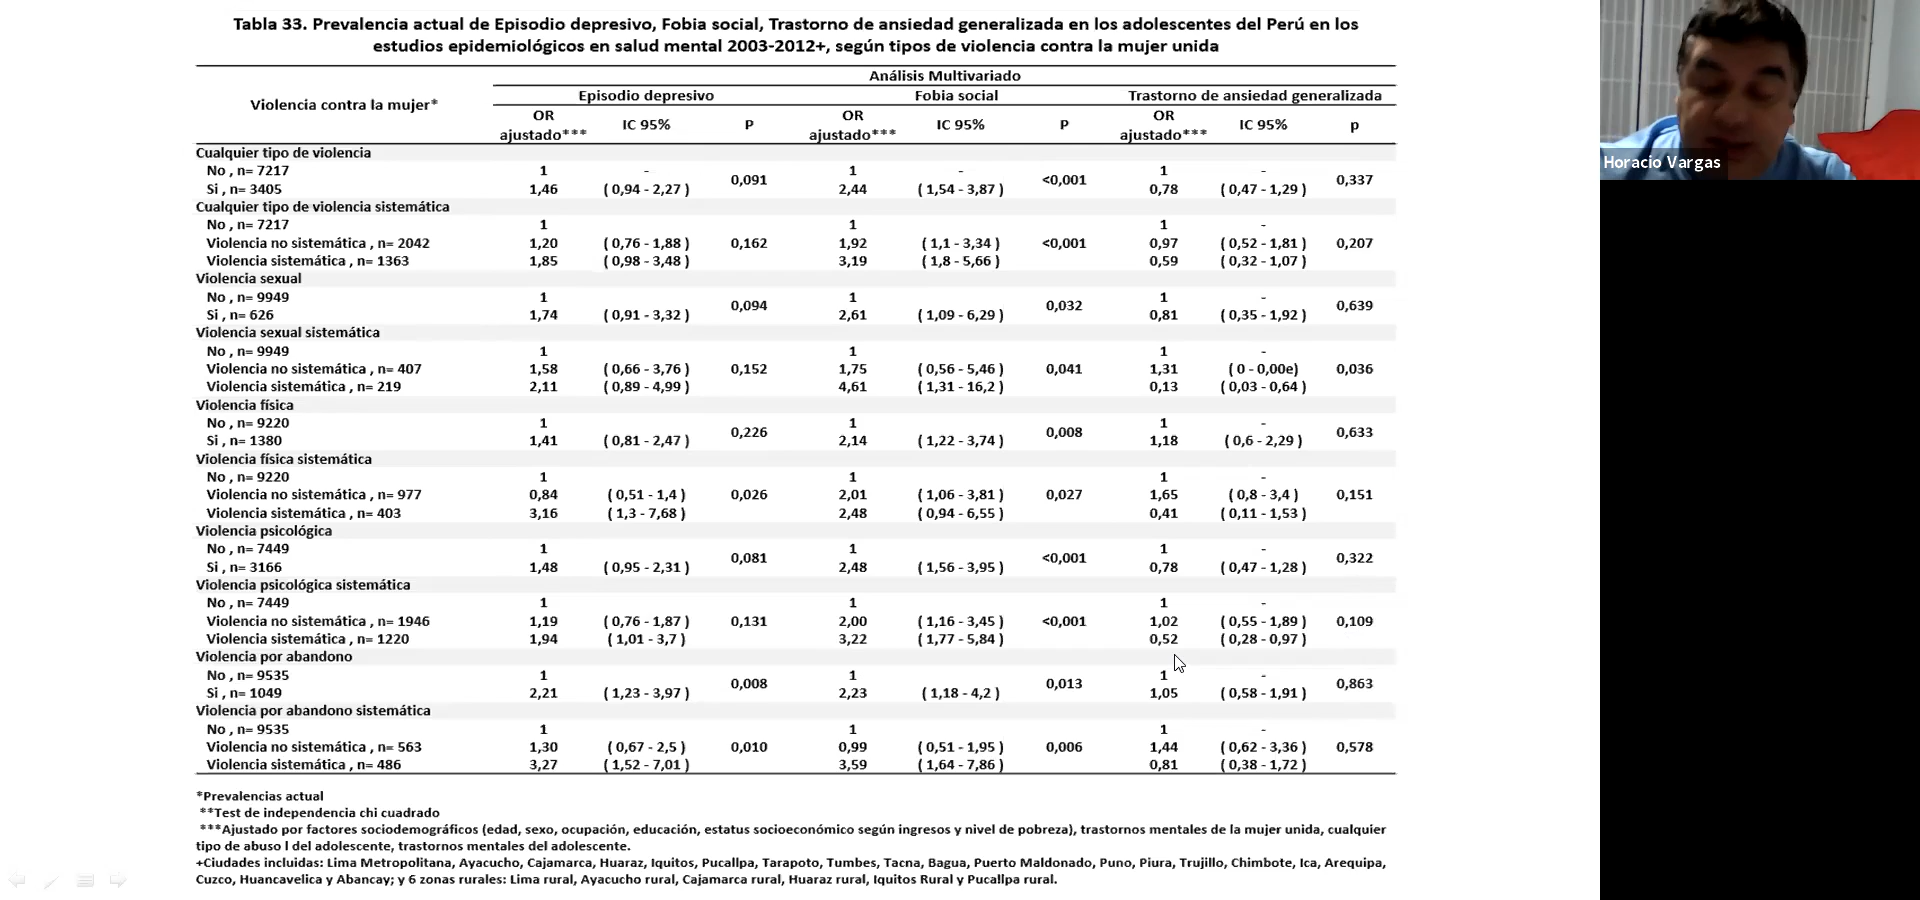 Tabla 33. Prevalencia actual de Episodio depresivo, Fobia social, Trastorno de ansiedad generalizada en los adolescentes del Perú en los
estudios epidemiológicos en salud mental 2003-2012+, según tipos de violencia contra la mujer unida
Violencia contra la mujer*
Análisis Multivariado
Episodio depresivo Fobia social Trastorno de ansiedad generalizada
OR ajustado*** IC 95% P OR ajustado*** IC 95% P OR ajustado*** IC 95% p
Cualquier tipo de violencia
No , n= 7217 1 - 1 - 1 -
0,091 <0,001 0,337
Si , n= 3405 1,46 ( 0,94 - 2,27 ) 2,44 ( 1,54 - 3,87 ) 0,78 ( 0,47 - 1,29 )
Cualquier tipo de violencia sistemática
No , n= 7217 1 1 1 -
Violencia no sistemática , n= 2042 1,20 ( 0,76 - 1,88 ) 0,162 1,92 ( 1,1 - 3,34 ) <0,001 0,97 ( 0,52 - 1,81 ) 0,207
Violencia sistemática , n= 1363 1,85 ( 0,98 - 3,48 ) 3,19 ( 1,8 - 5,66 ) 0,59 ( 0,32 - 1,07 )
Violencia sexual
No , n= 9949 1 1 1 -
0,094 0,032 0,639
Si , n= 626 1,74 ( 0,91 - 3,32 ) 2,61 ( 1,09 - 6,29 ) 0,81 ( 0,35 - 1,92 )
Violencia sexual sistemática
No , n= 9949 1 1 1 -
Violencia no sistemática , n= 407 1,58 ( 0,66 - 3,76 ) 0,152 1,75 ( 0,56 - 5,46 ) 0,041 1,31 ( 0 - 0,00e) 0,036
Violencia sistemática , n= 219 2,11 ( 0,89 - 4,99 ) 4,61 ( 1,31 - 16,2 ) 0,13 ( 0,03 - 0,64 )
Violencia física
No , n= 9220 1 1 1 -
0,226 0,008 0,633
Si , n= 1380 1,41 ( 0,81 - 2,47 ) 2,14 ( 1,22 - 3,74 ) 1,18 ( 0,6 - 2,29 )
Violencia física sistemática
No , n= 9220 1 1 1 -
Violencia no sistemática , n= 977 0,84 ( 0,51 - 1,4 ) 0,026 2,01 ( 1,06 - 3,81 ) 0,027 1,65 ( 0,8 - 3,4 ) 0,151
Violencia sistemática , n= 403 3,16 ( 1,3 - 7,68 ) 2,48 ( 0,94 - 6,55 ) 0,41 ( 0,11 - 1,53 )
Violencia psicológica
No , n= 7449 1 1 1 -
0,081 <0,001 0,322
Si , n= 3166 1,48 ( 0,95 - 2,31 ) 2,48 ( 1,56 - 3,95 ) 0,78 ( 0,47 - 1,28 )
Violencia psicológica sistemática
No , n= 7449 1 1 1 -
Violencia no sistemática , n= 1946 1,19 ( 0,76 - 1,87 ) 0,131 2,00 ( 1,16 - 3,45 ) <0,001 1,02 ( 0,55 - 1,89 ) 0,109
Violencia sistemática , n= 1220 1,94 ( 1,01 - 3,7 ) 3,22 ( 1,77 - 5,84 ) 0,52 ( 0,28 - 0,97 )
Violencia por abandono
No , n= 9535 1 1 1 -
0,008 0,013 0,863
Si , n= 1049 2,21 ( 1,23 - 3,97 ) 2,23 ( 1,18 - 4,2 ) 1,05 ( 0,58 - 1,91 )
Violencia por abandono sistemática
No , n= 9535 1 1 1 -
Violencia no sistemática , n= 563 1,30 ( 0,67 - 2,5 ) 0,010 0,99 ( 0,51 - 1,95 ) 0,006 1,44 ( 0,62 - 3,36 ) 0,578
Violencia sistemática , n= 486 3,27 ( 1,52 - 7,01 ) 3,59 ( 1,64 - 7,86 ) 0,81 ( 0,38 - 1,72 )
*Prevalencias actual
**Test de independencia chi cuadrado
***Ajustado por factores sociodemográficos (edad, sexo, ocupación, educación, estatus socioeconómico según ingresos y nivel de pobreza), trastornos mentales de la mujer unida, cualquier
tipo de abuso l del adolescente, trastornos mentales del adolescente.
+Ciudades incluidas: Lima Metropolitana, Ayacucho, Cajamarca, Huaraz, Iquitos, Pucallpa, Tarapoto, Tumbes, Tacna, Bagua, Puerto Maldonado, Puno, Piura, Trujillo, Chimbote, Ica, Arequipa,
Cuzco, Huancavelica y Abancay; y 6 zonas rurales: Lima rural, Ayacucho rural, Cajamarca rural, Huaraz rural, Iquitos Rural y Pucallpa rural.
Horacio Vargas